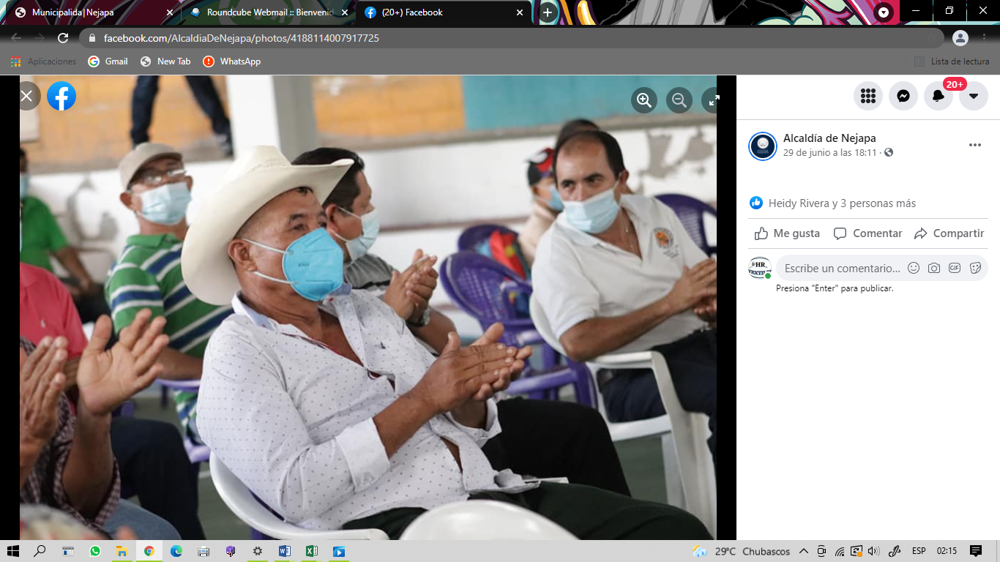 Municipalida|Nejapa
Roundcube Webmail :: Bienvenid
(20+) Facebook
facebook.com/AlcaldiaDeNejapa/photos/4188114007917725
Aplicaciones
Gmail
New Tab
WhatsApp
Lista de lectura
20+
Alcaldía de Nejapa
29 de junio a las 18:11 ·
Heidy Rivera y 3 personas más
Me gusta
Comentar
Compartir
Escribe un comentario...
GIF
Presiona "Enter" para publicar.
29°C Chubascos
ESP
02:15